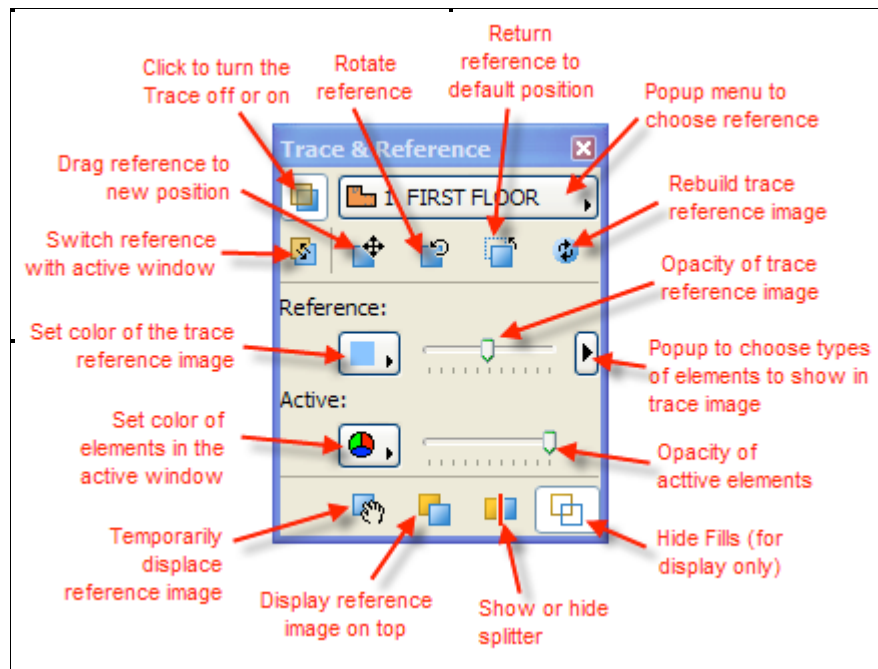 Return
reference to
default position
Click to turn the
Trace off or on
Rotate
reference
Popup menu to
choose reference
Trace & Reference
Drag reference to
new position
1. FIRST FLOOR
Rebuild trace
reference image
Switch reference
with active window
Opacity of trace
reference image
Reference:
Set color of the trace
reference image
Popup to choose types
of elements to show in
trace image
Active:
Set color of
elements in the
active window
Opacity of
acttive elements
Temporarily
displace
reference image
Hide Fills (for
display only)
Display reference
image on top
Show or hide
splitter